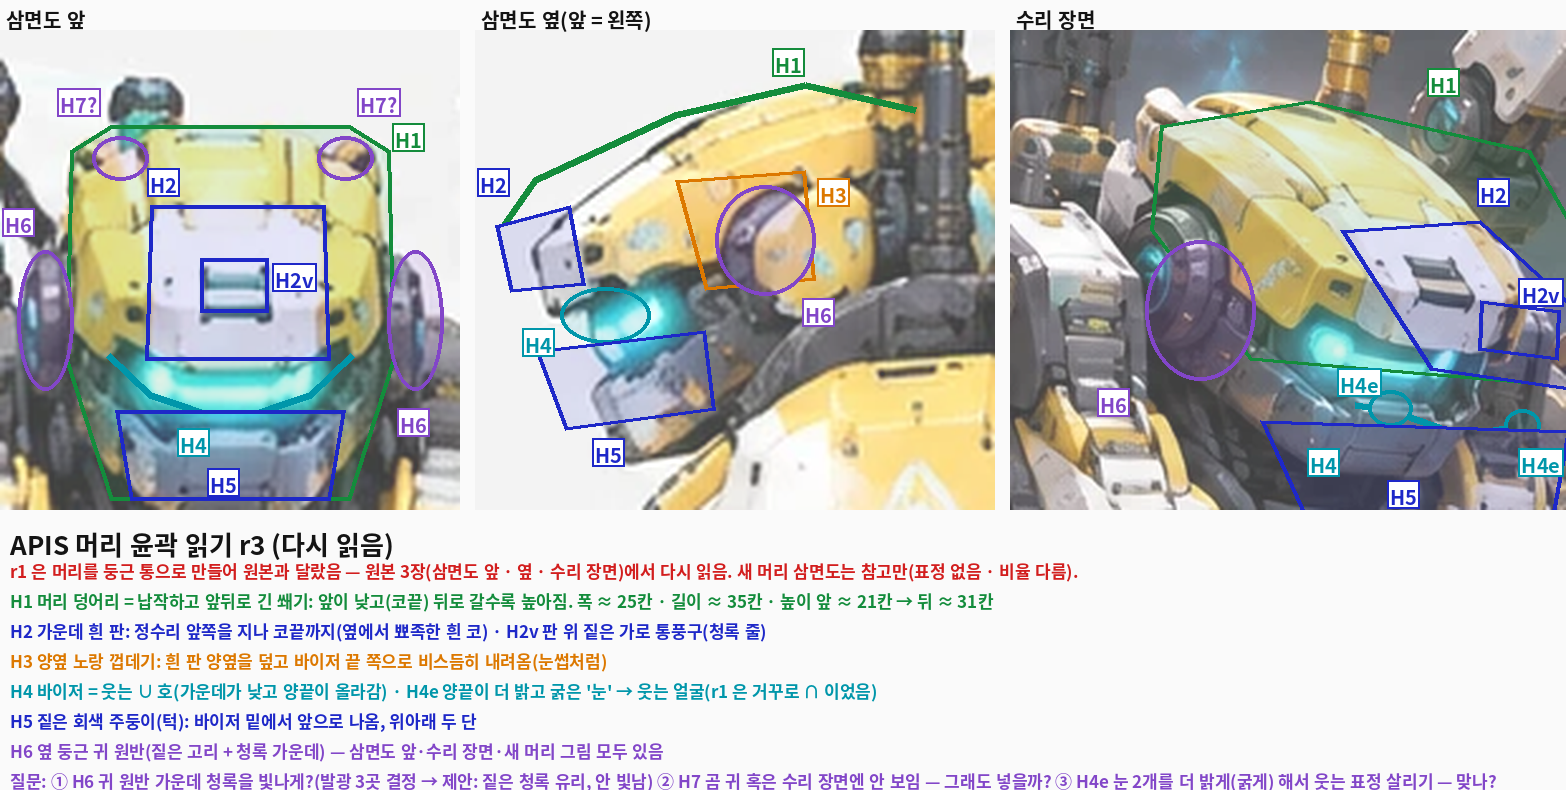 삼면도 앞
삼면도 옆(앞 = 왼쪽)
수리 장면
H7?
H7?
H1
H2
H6
H2v
H4
H6
H5
H1
H2
H3
H6
H4
H5
H1
H2
H2v
H4e
H6
H4
H4e
H5
APIS 머리 윤곽 읽기 r3 (다시 읽음)
r1 은 머리를 둥근 통으로 만들어 원본과 달랐음 — 원본 3장(삼면도 앞 · 옆 · 수리 장면)에서 다시 읽음. 새 머리 삼면도는 참고만(표정 없음 · 비율 다름).
H1 머리 덩어리 = 납작하고 앞뒤로 긴 쐐기: 앞이 낮고(코끝) 뒤로 갈수록 높아짐. 폭 ≈ 25칸 · 길이 ≈ 35칸 · 높이 앞 ≈ 21칸 → 뒤 ≈ 31칸
H2 가운데 흰 판: 정수리 앞쪽을 지나 코끝까지(옆에서 뾰족한 흰 코) · H2v 판 위 짙은 가로 통풍구(청록 줄)
H3 양옆 노랑 껍데기: 흰 판 양옆을 덮고 바이저 끝 쪽으로 비스듬히 내려옴(눈썹처럼)
H4 바이저 = 웃는 ∪ 호(가운데가 낮고 양끝이 올라감) · H4e 양끝이 더 밝고 굵은 '눈' → 웃는 얼굴(r1 은 거꾸로 ∩ 이었음)
H5 짙은 회색 주둥이(턱): 바이저 밑에서 앞으로 나옴, 위아래 두 단
H6 옆 둥근 귀 원반(짙은 고리 + 청록 가운데) — 삼면도 앞·수리 장면·새 머리 그림 모두 있음
질문: ① H6 귀 원반 가운데 청록을 빛나게?(발광 3곳 결정 → 제안: 짙은 청록 유리, 안 빛남) ② H7 곰 귀 혹은 수리 장면엔 안 보임 — 그래도 넣을까? ③ H4e 눈 2개를 더 밝게(굵게) 해서 웃는 표정 살리기 — 맞나?